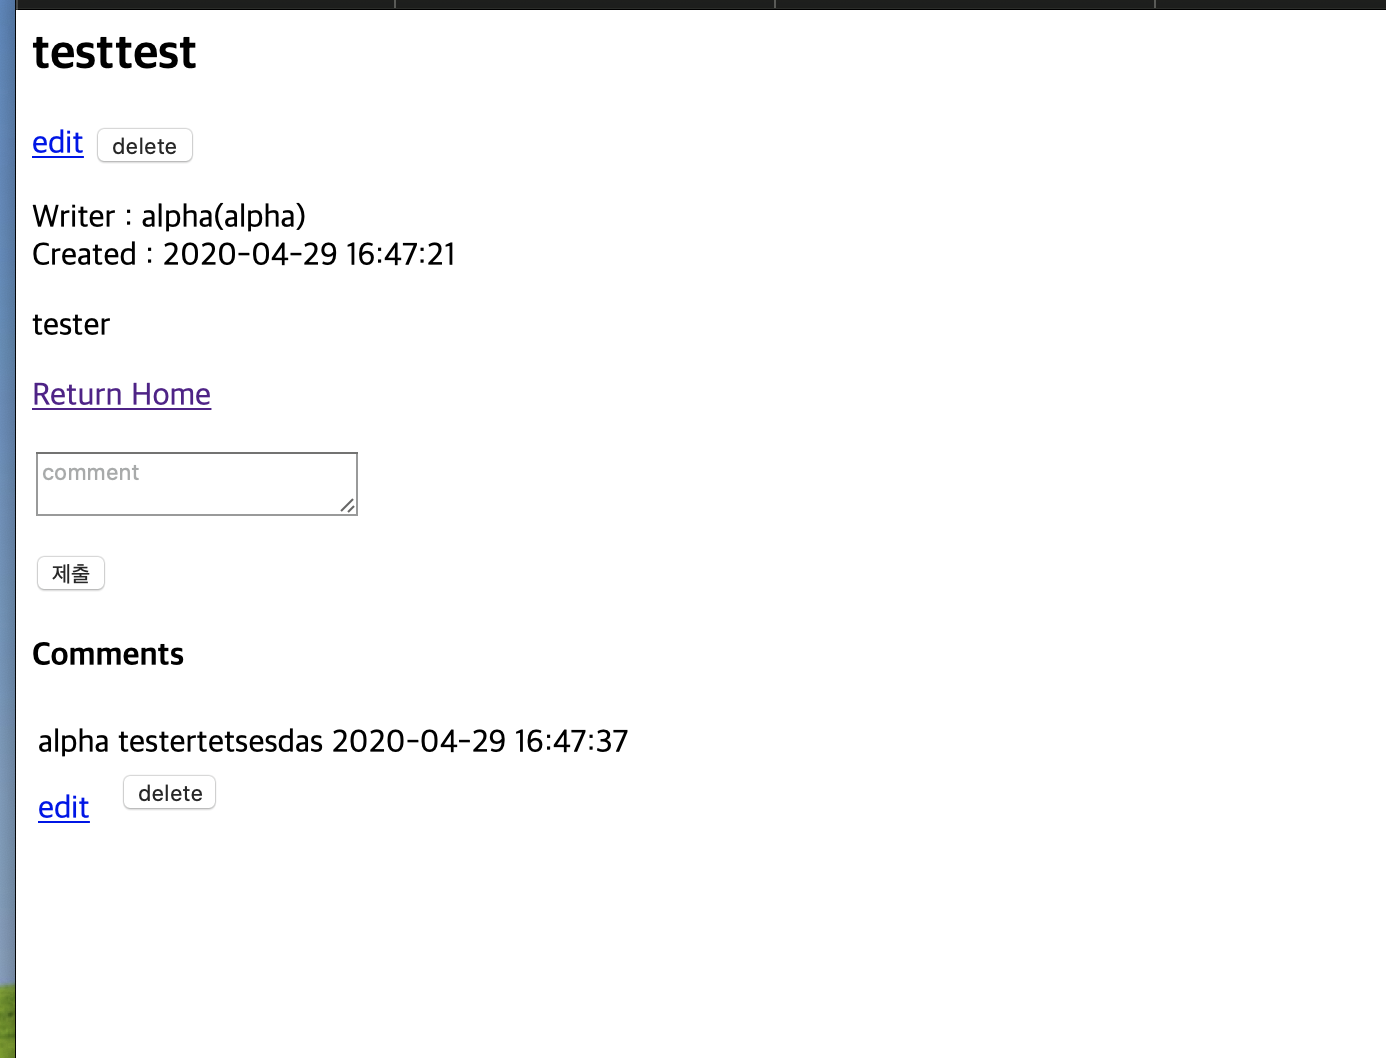 testtest
edit delete
Writer : alpha(alpha)
Created : 2020-04-29 16:47:21
tester
Return Home
comment
제출
Comments
alpha testertetsesdas 2020-04-29 16:47:37
edit delete